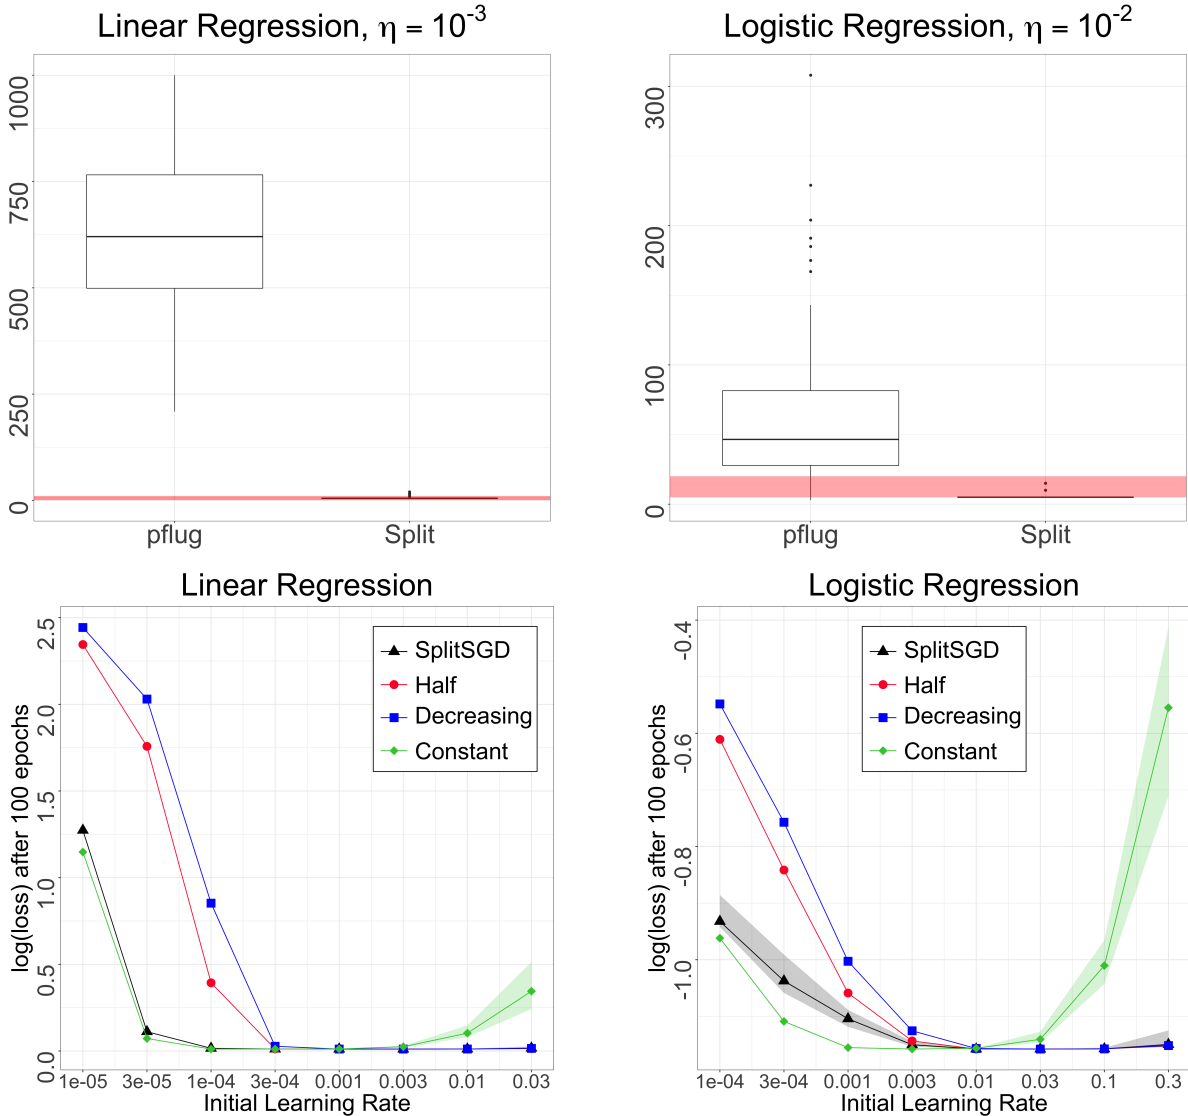 Linear Regression, η = 10⁻³
1000
750
500
250
0
pflug Split
Logistic Regression, η = 10⁻²
300
200
100
0
pflug Split
Linear Regression
log(loss) after 100 epochs
2.5
2.0
1.5
1.0
0.5
0.0
SplitSGD
Half
Decreasing
Constant
1e-05 3e-05 1e-04 3e-04 0.001 0.003 0.01 0.03
Initial Learning Rate
Logistic Regression
log(loss) after 100 epochs
-0.4
-0.6
-0.8
-1.0
SplitSGD
Half
Decreasing
Constant
1e-04 3e-04 0.001 0.003 0.01 0.03 0.1 0.3
Initial Learning Rate